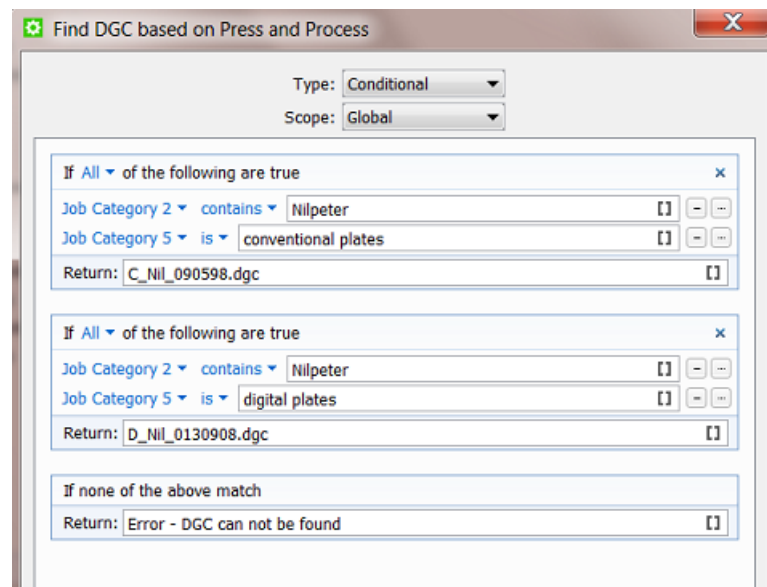 Find DGC based on Press and Process
Type: Conditional
Scope: Global
If All of the following are true
Job Category 2 contains Nilpeter []
Job Category 5 is conventional plates []
Return: C_Nil_090598.dgc []
If All of the following are true
Job Category 2 contains Nilpeter []
Job Category 5 is digital plates []
Return: D_Nil_0130908.dgc []
If none of the above match
Return: Error - DGC can not be found []